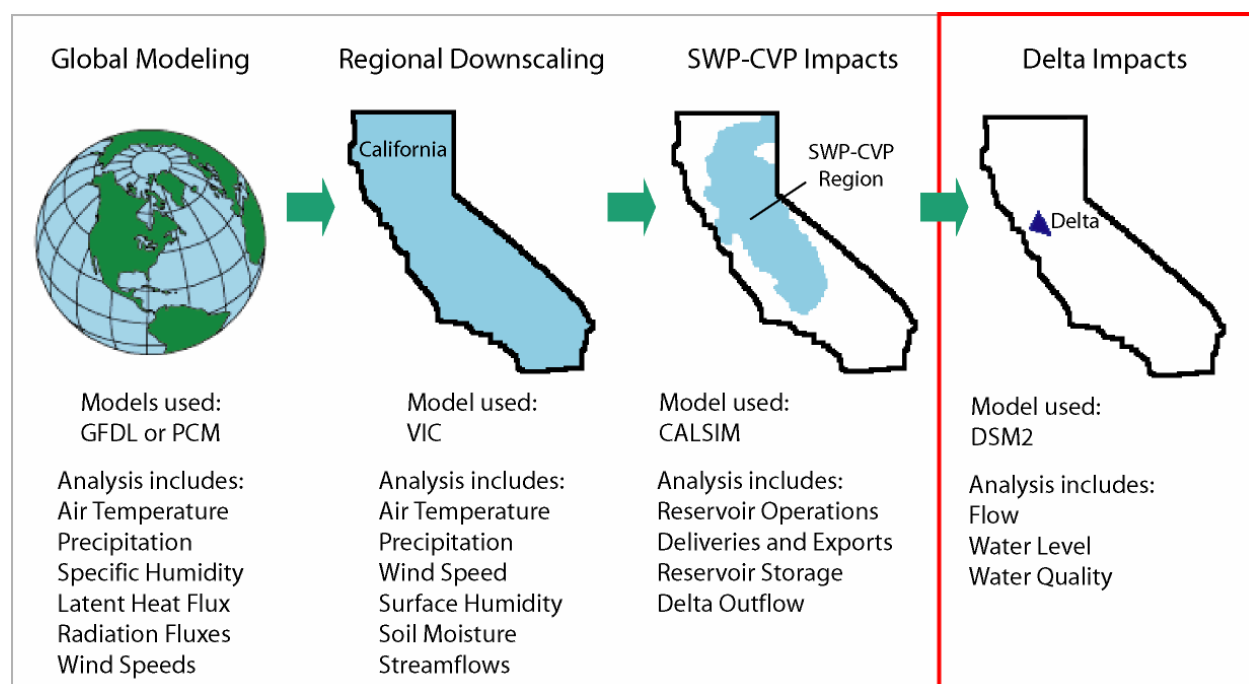 Global Modeling
Regional Downscaling
SWP-CVP Impacts
Delta Impacts
California
SWP-CVP
Region
Delta
Models used:
GFDL or PCM
Analysis includes:
Air Temperature
Precipitation
Specific Humidity
Latent Heat Flux
Radiation Fluxes
Wind Speeds
Model used:
VIC
Analysis includes:
Air Temperature
Precipitation
Wind Speed
Surface Humidity
Soil Moisture
Streamflows
Model used:
CALSIM
Analysis includes:
Reservoir Operations
Deliveries and Exports
Reservoir Storage
Delta Outflow
Model used:
DSM2
Analysis includes:
Flow
Water Level
Water Quality